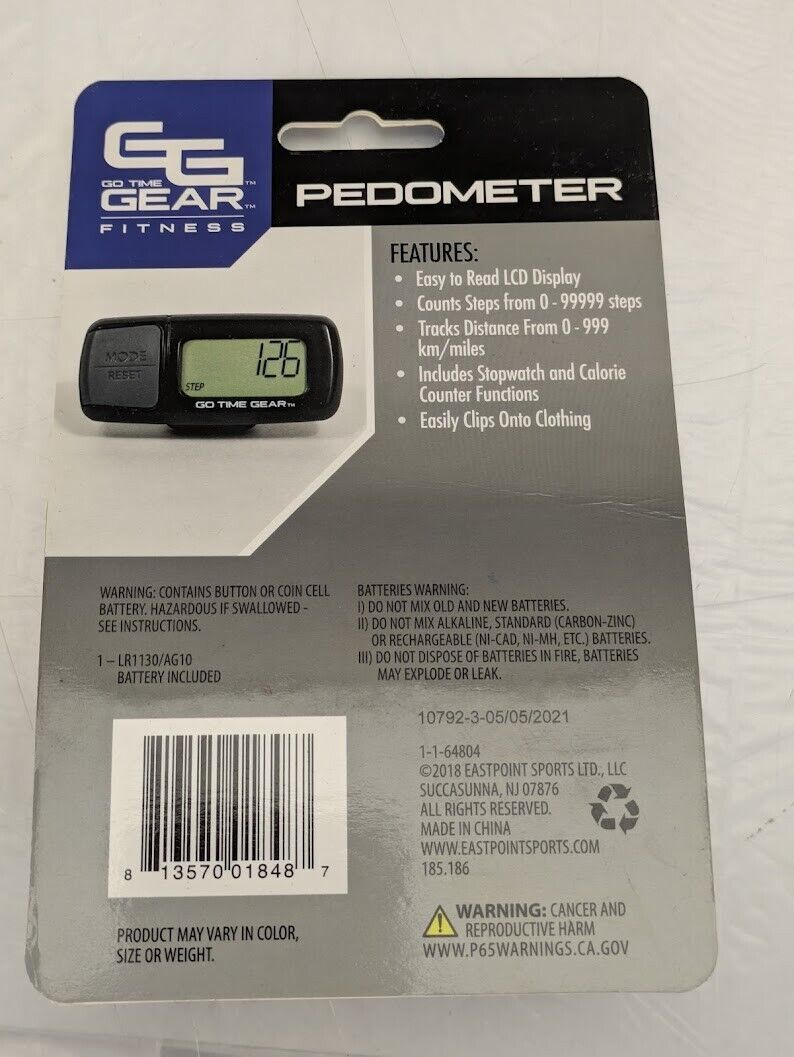 GG
GO TIME
GEAR™
FITNESS
PEDOMETER
FEATURES:
• Easy to Read LCD Display
• Counts Steps from 0 - 99999 steps
• Tracks Distance From 0 - 999
km/miles
• Includes Stopwatch and Calorie
Counter Functions
• Easily Clips Onto Clothing
MODE
RESET
126
STEP
GO TIME GEAR™
WARNING: CONTAINS BUTTON OR COIN CELL
BATTERY. HAZARDOUS IF SWALLOWED -
SEE INSTRUCTIONS.
1 – LR1130/AG10
BATTERY INCLUDED
BATTERIES WARNING:
I) DO NOT MIX OLD AND NEW BATTERIES.
II) DO NOT MIX ALKALINE, STANDARD (CARBON-ZINC)
OR RECHARGEABLE (NI-CAD, NI-MH, ETC.) BATTERIES.
III) DO NOT DISPOSE OF BATTERIES IN FIRE, BATTERIES
MAY EXPLODE OR LEAK.
10792-3-05/05/2021
1-1-64804
©2018 EASTPOINT SPORTS LTD., LLC
SUCCASUNNA, NJ 07876
ALL RIGHTS RESERVED.
MADE IN CHINA
WWW.EASTPOINTSPORTS.COM
185.186
8 13570 01848 7
PRODUCT MAY VARY IN COLOR,
SIZE OR WEIGHT.
WARNING: CANCER AND
REPRODUCTIVE HARM
WWW.P65WARNINGS.CA.GOV